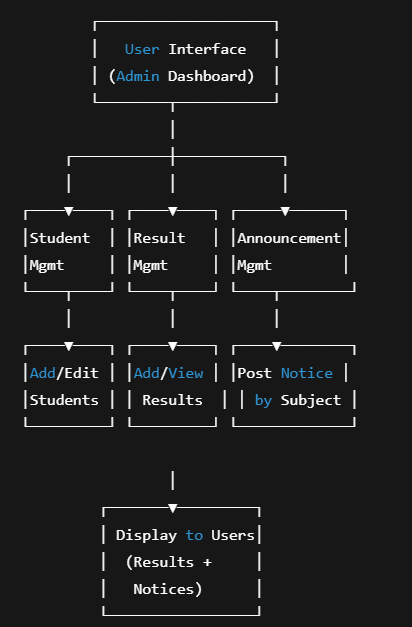 User Interface
(Admin Dashboard)
Student Result Announcement
Mgmt Mgmt Mgmt
Add/Edit Add/View Post Notice
Students Results by Subject
Display to Users
(Results +
Notices)